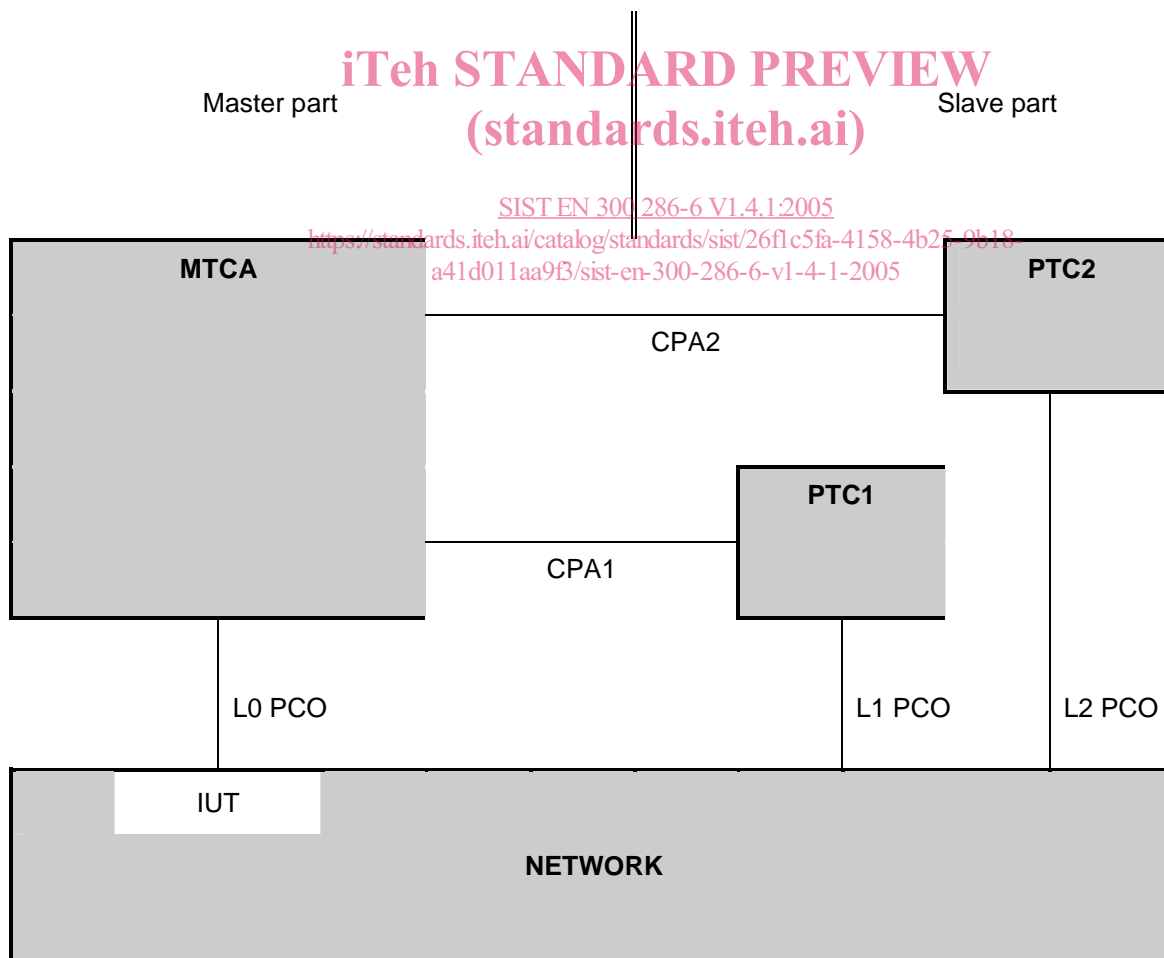 iTeh STANDARD PREVIEW
Master part
Slave part
(standards.iteh.ai)
SIST EN 300 286-6 V1.4.1:2005
https://standards.iteh.ai/catalog/standards/sist/26f1c5fa-4158-4b25-9b18-
MTCA
a41d011aa9f3/sist-en-300-286-6-v1-4-1-2005
PTC2
CPA2
PTC1
CPA1
L0 PCO
L1 PCO
L2 PCO
IUT
NETWORK